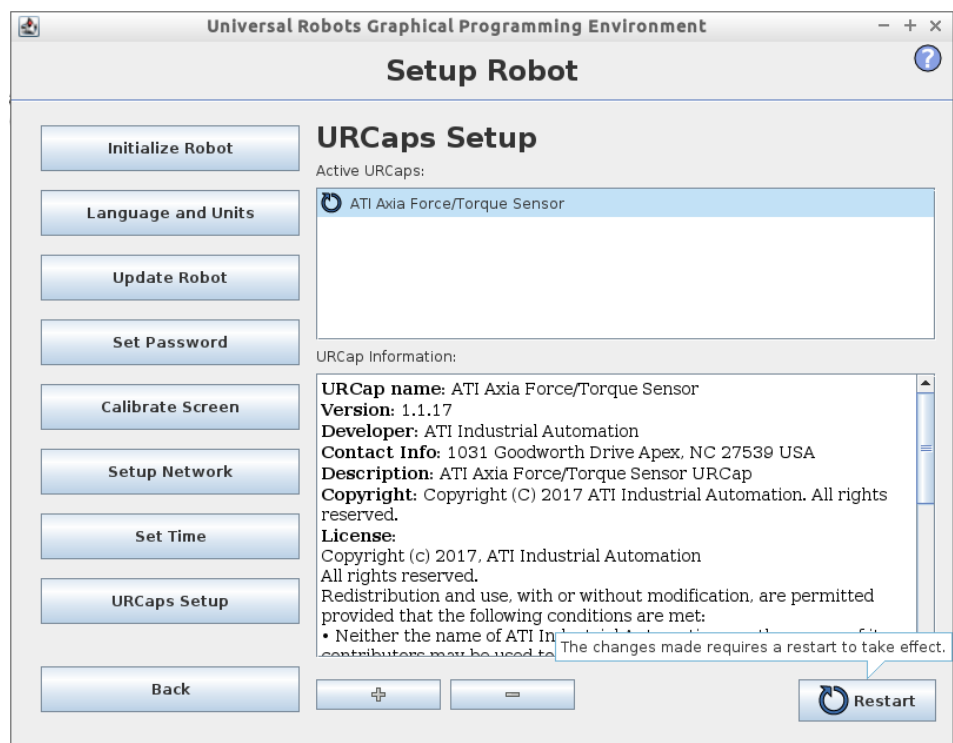 Universal Robots Graphical Programming Environment
Setup Robot
?
Initialize Robot
Language and Units
Update Robot
Set Password
Calibrate Screen
Setup Network
Set Time
URCaps Setup
Back
URCaps Setup
Active URCaps:
ATI Axia Force/Torque Sensor
URCap Information:
URCap name: ATI Axia Force/Torque Sensor
Version: 1.1.17
Developer: ATI Industrial Automation
Contact Info: 1031 Goodworth Drive Apex, NC 27539 USA
Description: ATI Axia Force/Torque Sensor URCap
Copyright: Copyright (C) 2017 ATI Industrial Automation. All rights
reserved.
License:
Copyright (c) 2017, ATI Industrial Automation
All rights reserved.
Redistribution and use, with or without modification, are permitted
provided that the following conditions are met:
• Neither the name of ATI
contributors may be used to
The changes made requires a restart to take effect.
Restart